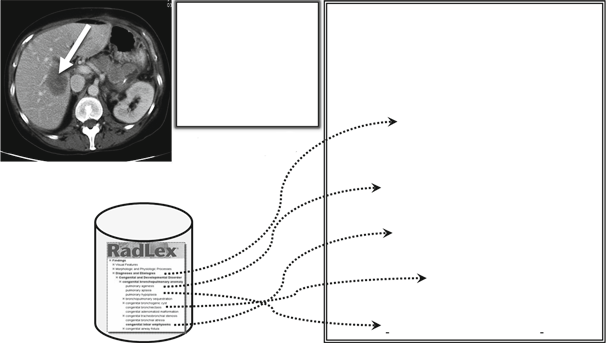 RadLex
Findings
Visual Features
Morphologic and Physiologic Processes
Diagnoses and Etiologies
Congenital and Developmental Disorder
congenital bronchopulmonary anomaly
pulmonary agenesis
pulmonary aplasia
pulmonary hypoplasia
bronchopulmonary sequestration
congenital bronchogenic cyst
congenital bronchiectasis
congenital adenomatoid malformation
congenital tracheobronchial stenosis
congenital bronchial atresia
congenital lobar emphysema
congenital airway fistula